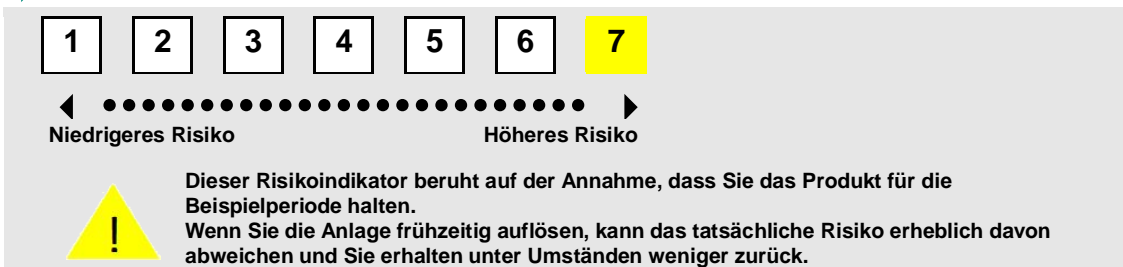 1 2 3 4 5 6 7
Niedrigeres Risiko Höheres Risiko
!
Dieser Risikoindikator beruht auf der Annahme, dass Sie das Produkt für die
Beispielperiode halten.
Wenn Sie die Anlage frühzeitig auflösen, kann das tatsächliche Risiko erheblich davon
abweichen und Sie erhalten unter Umständen weniger zurück.